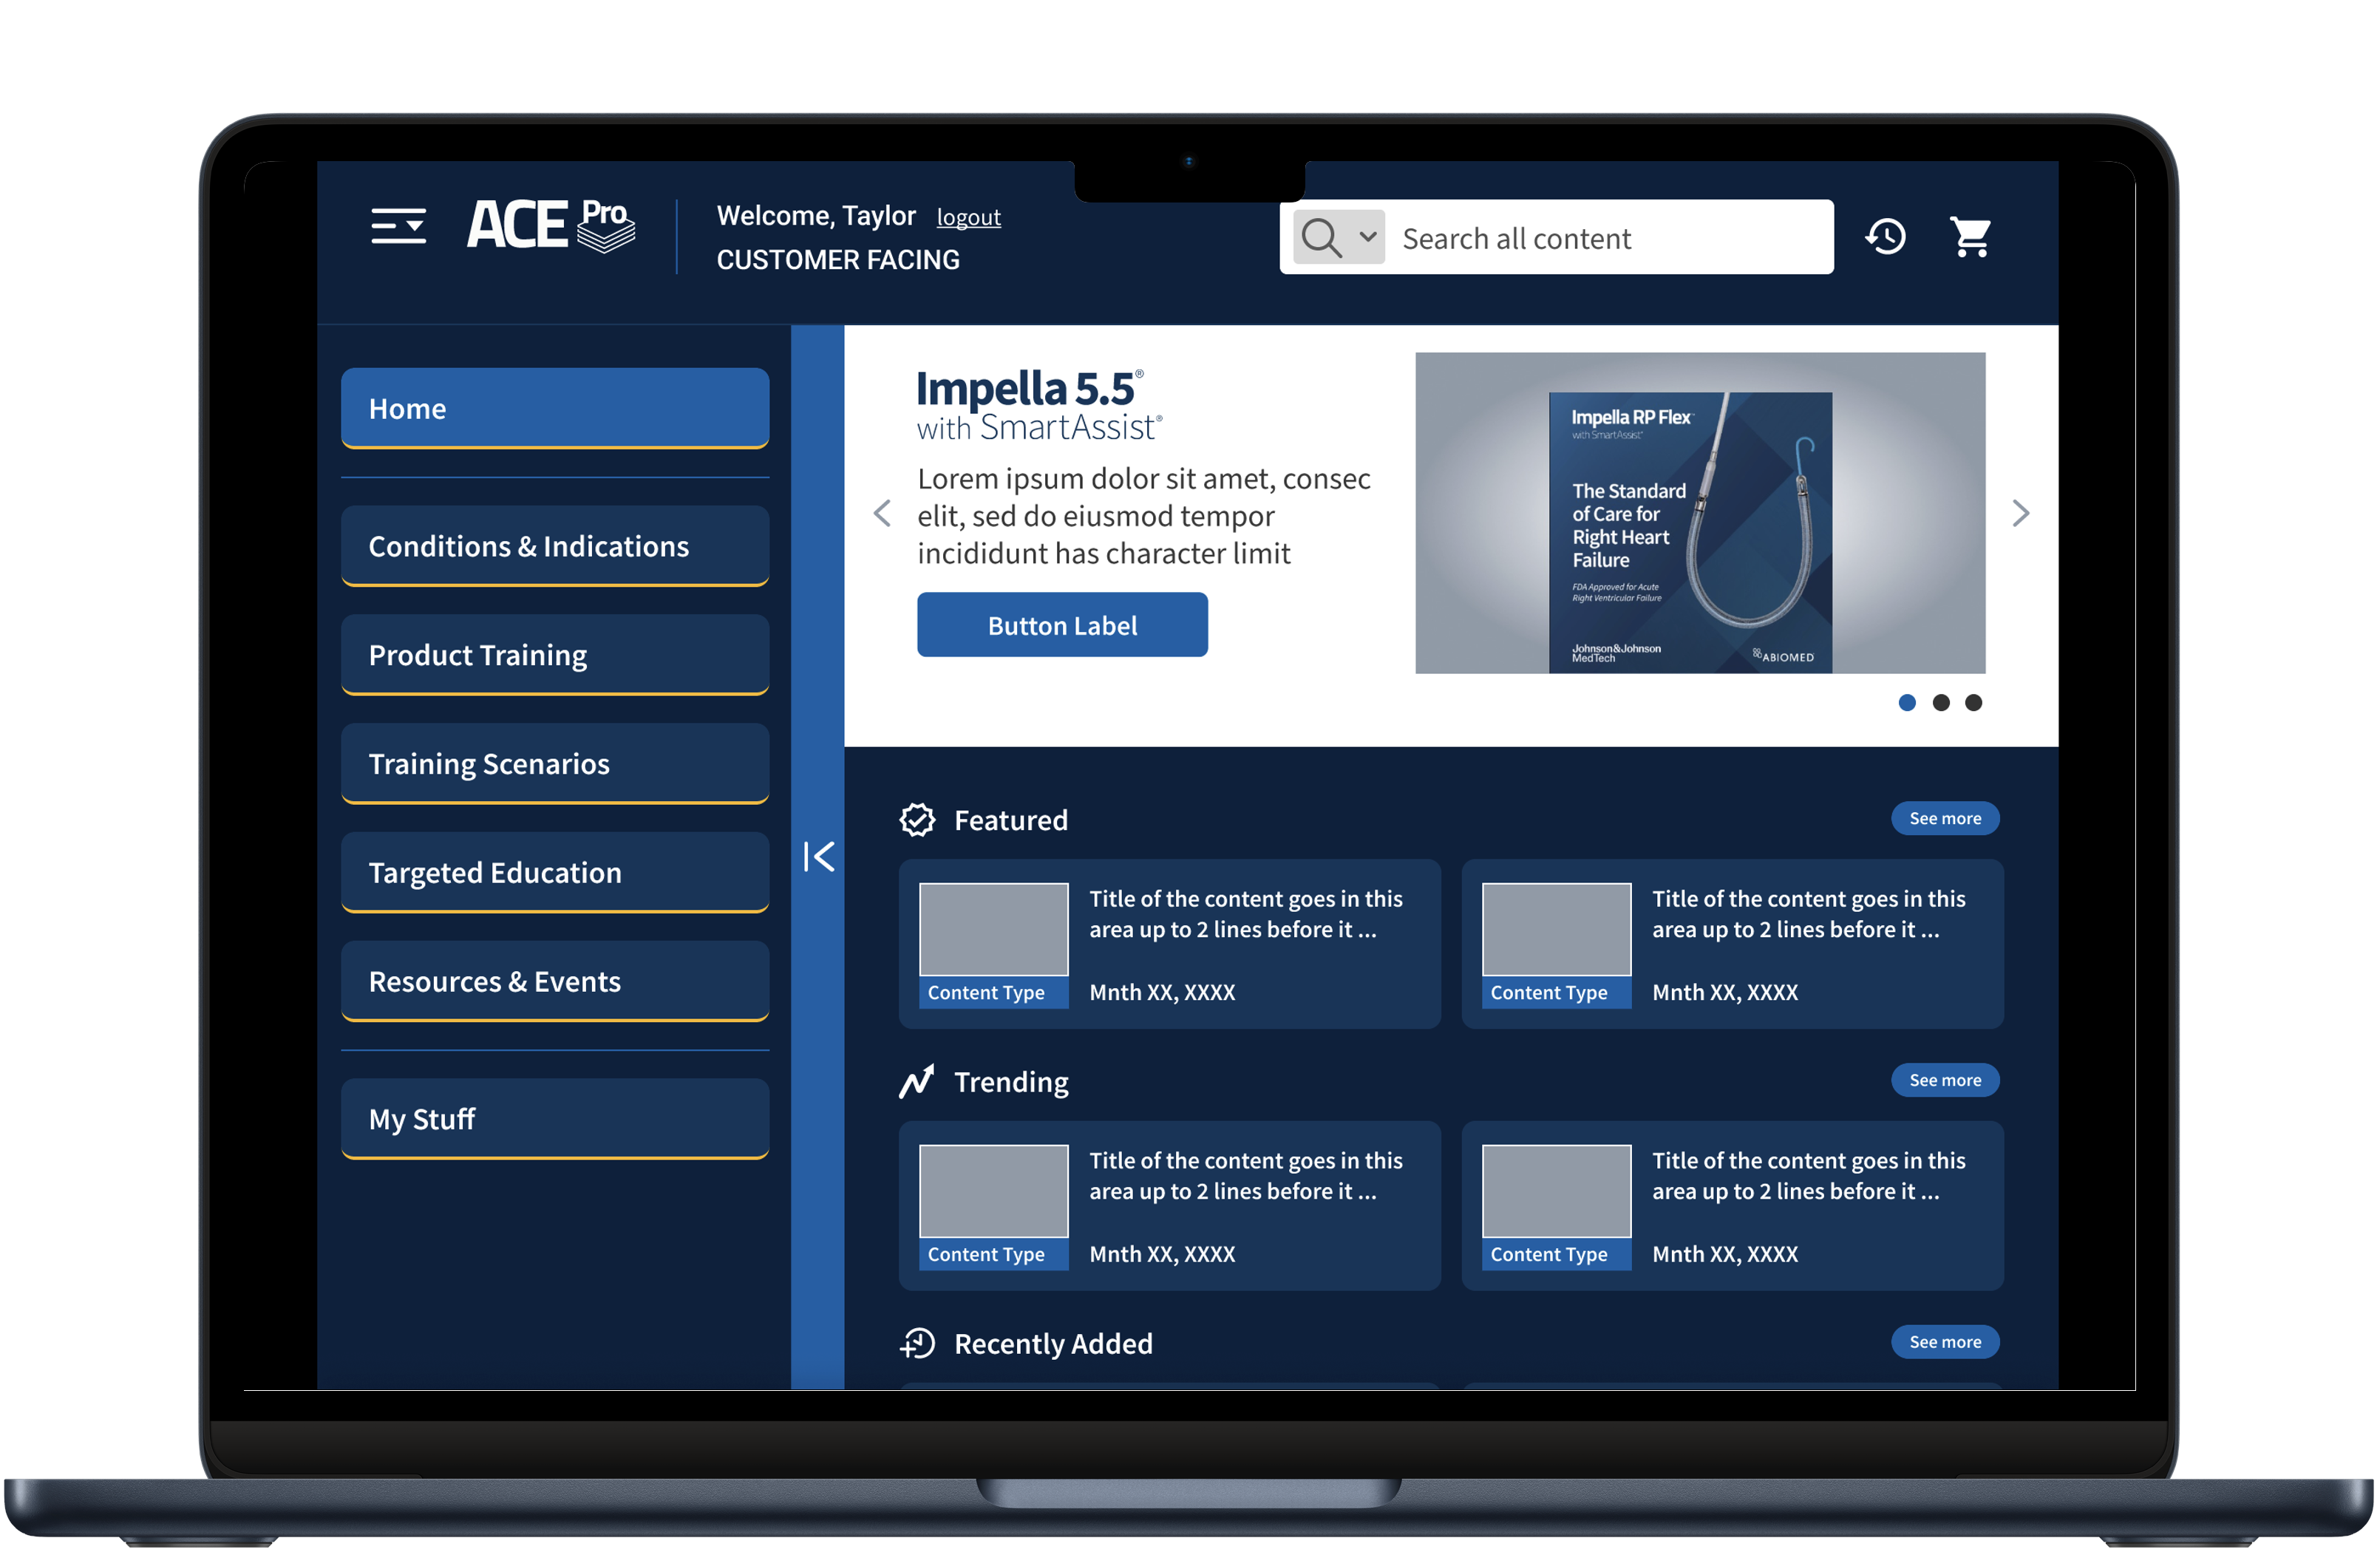 ACE Pro
Welcome, Taylor logout
CUSTOMER FACING
Search all content
Home
Conditions & Indications
Product Training
Training Scenarios
Targeted Education
Resources & Events
My Stuff
Impella 5.5®
with SmartAssist®
Lorem ipsum dolor sit amet, consec
elit, sed do eiusmod tempor
incididunt has character limit
Button Label
Impella RP Flex™
with SmartAssist®
The Standard
of Care for
Right Heart
Failure
FDA Approved for Acute
Right Ventricular Failure
Johnson&Johnson
MedTech
ABIOMED
Featured
See more
Title of the content goes in this
area up to 2 lines before it ...
Content Type
Mnth XX, XXXX
Title of the content goes in this
area up to 2 lines before it ...
Content Type
Mnth XX, XXXX
Trending
See more
Title of the content goes in this
area up to 2 lines before it ...
Content Type
Mnth XX, XXXX
Title of the content goes in this
area up to 2 lines before it ...
Content Type
Mnth XX, XXXX
Recently Added
See more